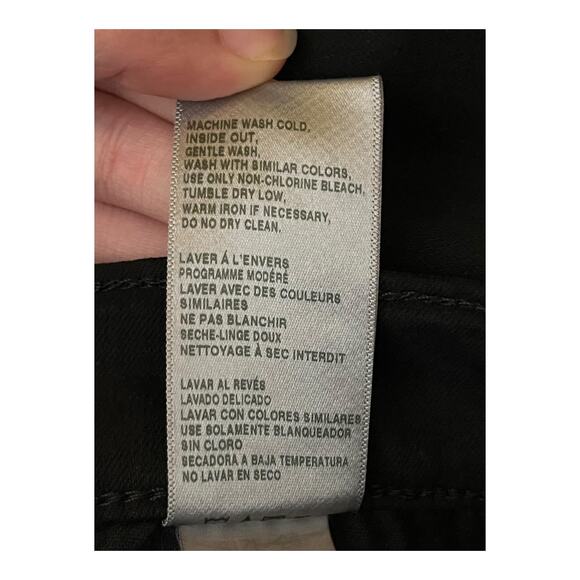 MACHINE WASH COLD,
INSIDE OUT,
GENTLE WASH,
WASH WITH SIMILAR COLORS,
USE ONLY NON-CHLORINE BLEACH,
TUMBLE DRY LOW,
WARM IRON IF NECESSARY,
DO NO DRY CLEAN.
LAVER Á L'ENVERS
PROGRAMME MODÉRÉ
LAVER AVEC DES COULEURS
SIMILAIRES
NE PAS BLANCHIR
SECHE-LINGE DOUX
NETTOYAGE À SEC INTERDIT
LAVAR AL REVÉS
LAVADO DELICADO
LAVAR CON COLORES SIMILARES
USE SOLAMENTE BLANQUEADOR
SIN CLORO
SECADORA A BAJA TEMPERATURA
NO LAVAR EN SECO